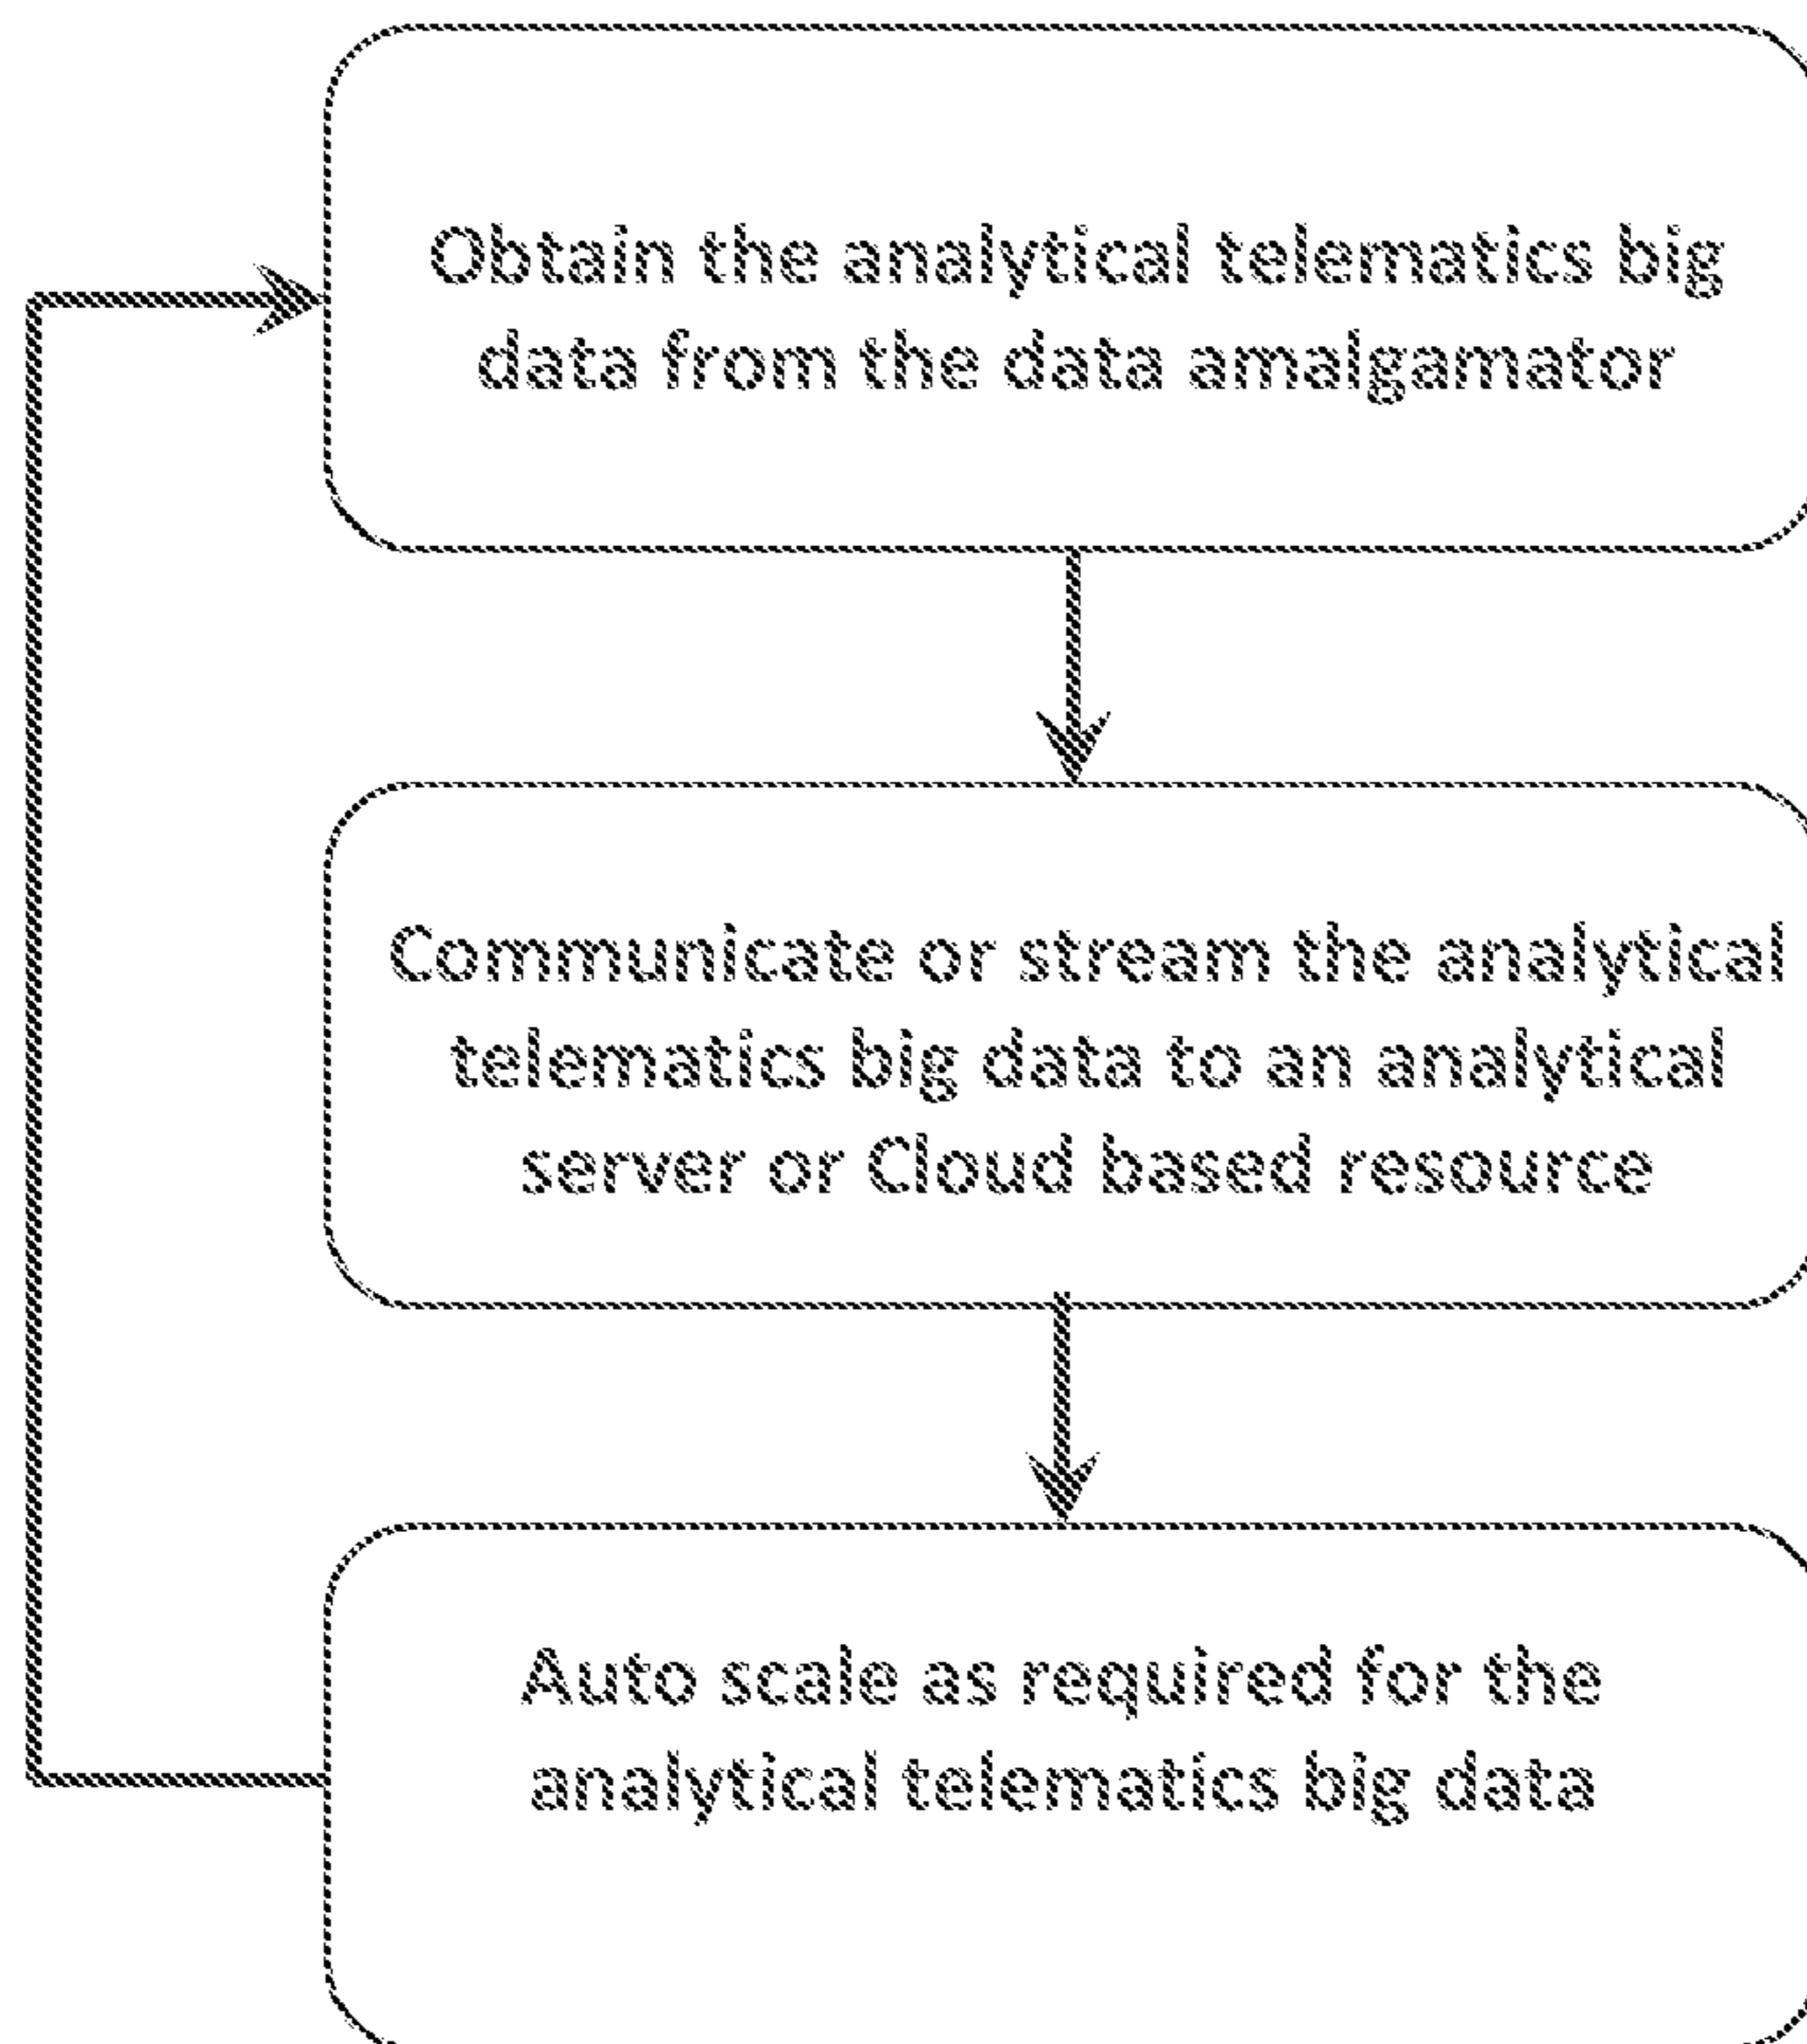 Obtain the analytical telematics big
data from the data amalgamator
Communicate or stream the analytical
telematics big data to an analytical
server or Cloud based resource
Auto scale as required for the
analytical telematics big data